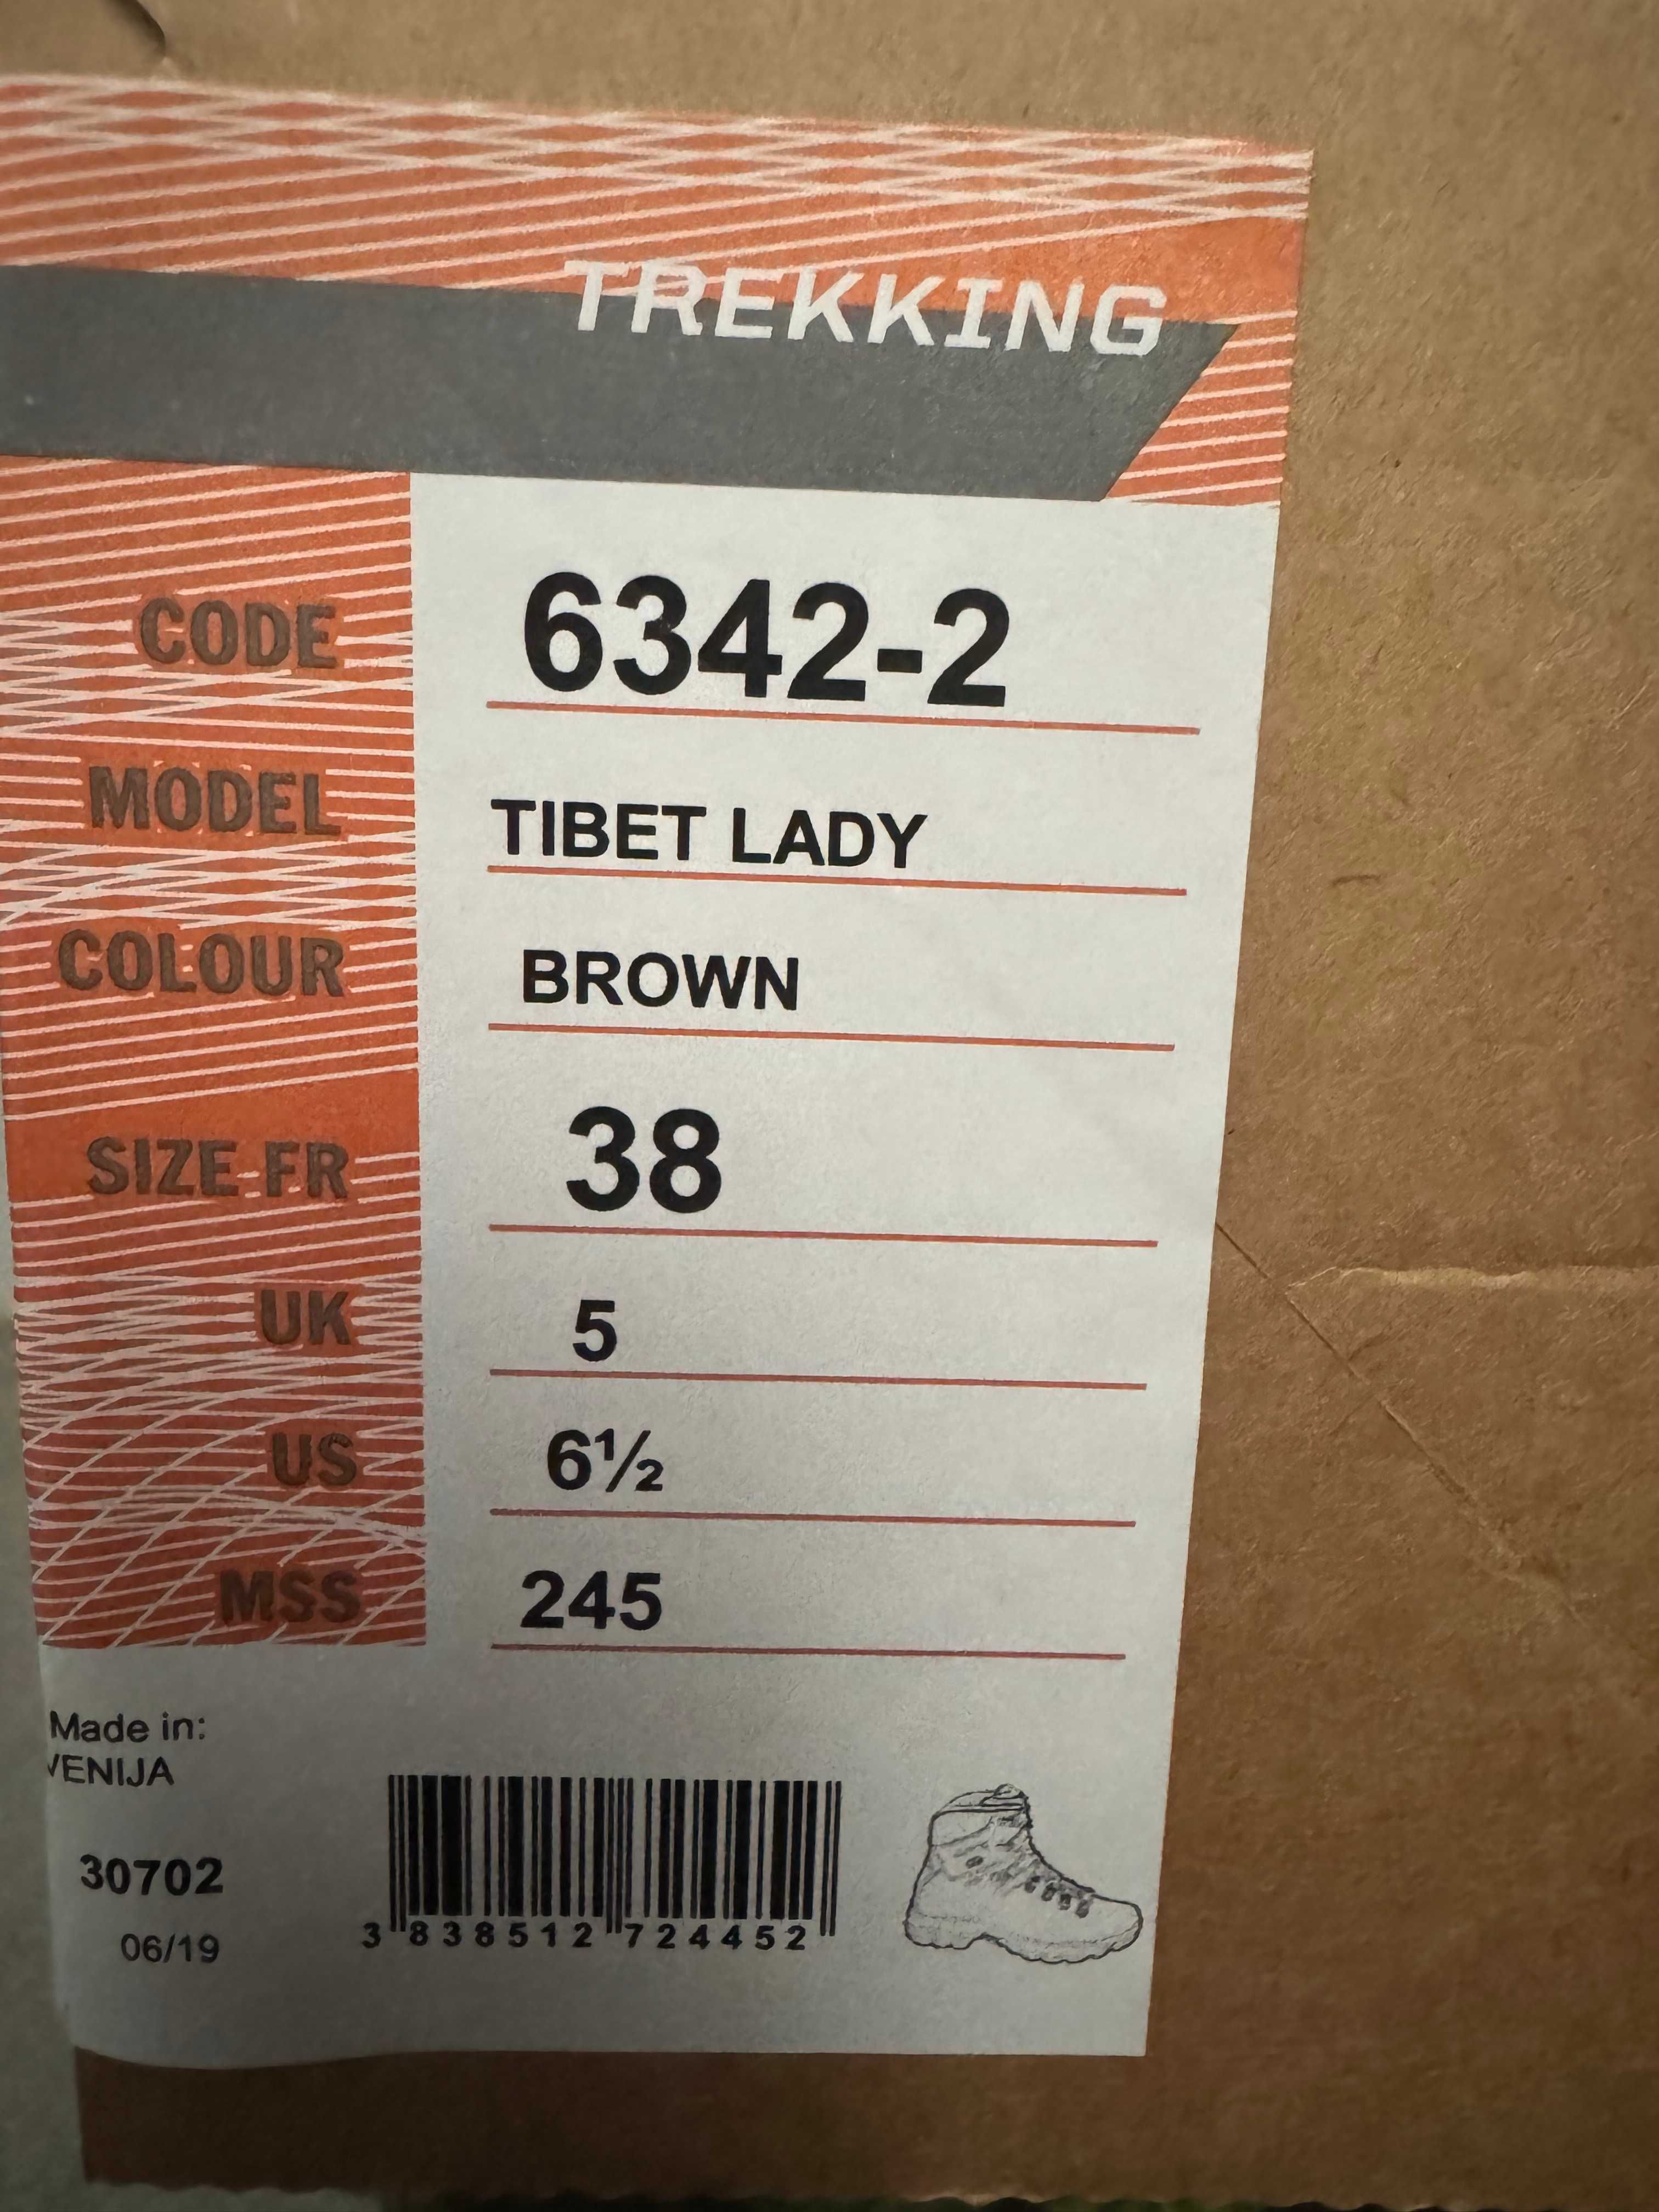 TREKKING
CODE 6342-2
MODEL TIBET LADY
COLOUR BROWN
SIZE FR 38
UK 5
US 6½
MSS 245
Made in:
VENIJA
30702
06/19
3 838512 724452